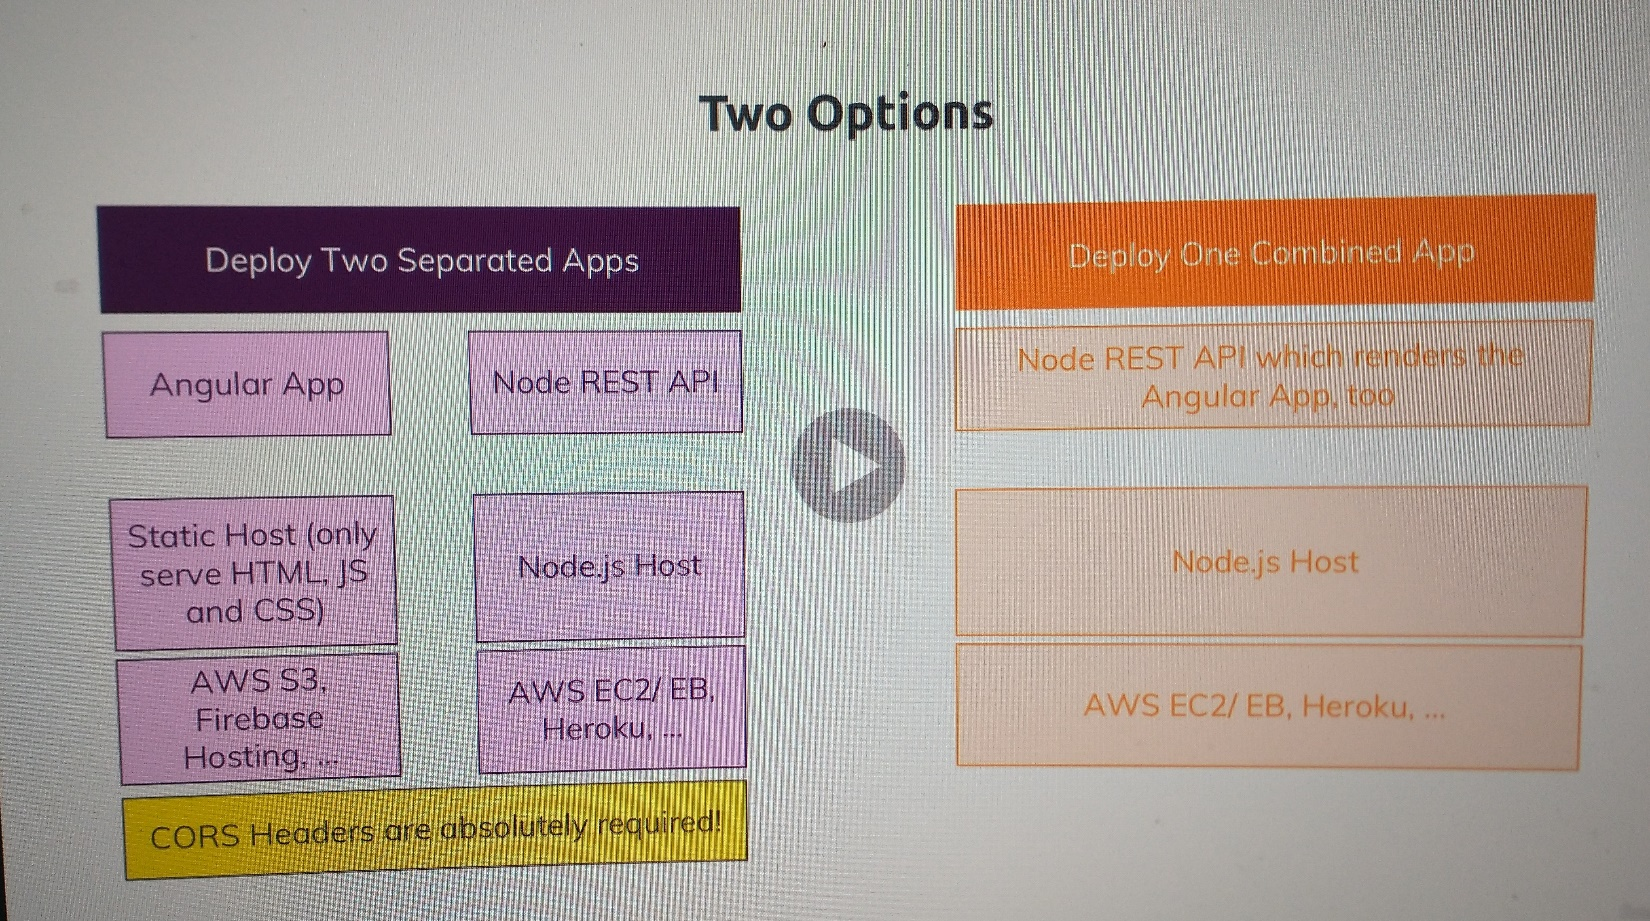 Two Options
Deploy Two Separated Apps
Angular App
Node REST API
Static Host (only
serve HTML, JS
and CSS)
Node.js Host
AWS S3,
Firebase
Hosting, ...
AWS EC2/ EB,
Heroku, ...
CORS Headers are absolutely required!
Deploy One Combined App
Node REST API which renders the
Angular App, too
Node.js Host
AWS EC2/ EB, Heroku, ...